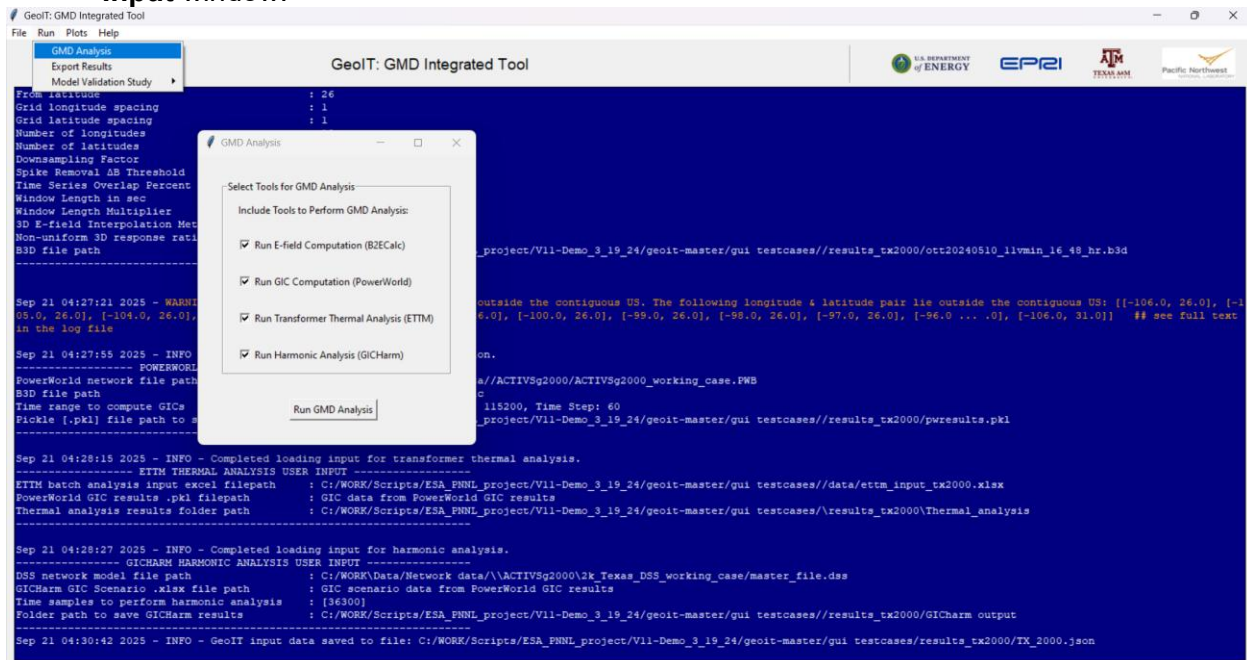 Input window
GeoIT: GMD Integrated Tool
File Run Plots Help
GMD Analysis
Export Results
Model Validation Study
GeoIT: GMD Integrated Tool
U.S. DEPARTMENT of ENERGY
EPRI
TEXAS A&M
Pacific Northwest
From latitude : 26
Grid longitude spacing : 1
Grid latitude spacing : 1
Number of longitudes
Number of latitudes
Downsampling Factor
Spike Removal ΔB Threshold
Time Series Overlap Percent
Window Length in sec
Window Length Multiplier
3D E-field Interpolation Met
Non-uniform 3D response rati
B3D file path _project/V11-Demo_3_19_24/geoit-master/gui testcases//results_tx2000/ott20240510_11vmin_16_48_hr.b3d
GMD Analysis
Select Tools for GMD Analysis
Include Tools to Perform GMD Analysis:
Run E-field Computation (B2ECalc)
Run GIC Computation (PowerWorld)
Run Transformer Thermal Analysis (ETTM)
Run Harmonic Analysis (GICHarm)
Run GMD Analysis
Sep 21 04:27:21 2025 - WARNI outside the contiguous US. The following longitude & latitude pair lie outside the contiguous US: [[-106.0, 26.0], [-1
05.0, 26.0], [-104.0, 26.0], 6.0], [-100.0, 26.0], [-99.0, 26.0], [-98.0, 26.0], [-97.0, 26.0], [-96.0 ... .0], [-106.0, 31.0]] ## see full text
in the log file
Sep 21 04:27:55 2025 - INFO on.
------------------ POWERWORL
PowerWorld network file path a//ACTIVSg2000/ACTIVSg2000_working_case.PWB
B3D file path c
Time range to compute GICs 115200, Time Step: 60
Pickle [.pkl] file path to s _project/V11-Demo_3_19_24/geoit-master/gui testcases//results_tx2000/pwresults.pkl
Sep 21 04:28:15 2025 - INFO - Completed loading input for transformer thermal analysis.
------------------ ETTM THERMAL ANALYSIS USER INPUT ------------------
ETTM batch analysis input excel filepath : C:/WORK/Scripts/ESA_PNNL_project/V11-Demo_3_19_24/geoit-master/gui testcases//data/ettm_input_tx2000.xlsx
PowerWorld GIC results .pkl filepath : GIC data from PowerWorld GIC results
Thermal analysis results folder path : C:/WORK/Scripts/ESA_PNNL_project/V11-Demo_3_19_24/geoit-master/gui testcases/\results_tx2000\Thermal_analysis
Sep 21 04:28:27 2025 - INFO - Completed loading input for harmonic analysis.
---------------- GICHARM HARMONIC ANALYSIS USER INPUT ----------------
DSS network model file path : C:/WORK\Data/Network data/\\ACTIVSg2000\2k_Texas_DSS_working_case/master_file.dss
GICHarm GIC Scenario .xlsx file path : GIC scenario data from PowerWorld GIC results
Time samples to perform harmonic analysis : [36300]
Folder path to save GICHarm results : C:/WORK/Scripts/ESA_PNNL_project/V11-Demo_3_19_24/geoit-master/gui testcases//results_tx2000/GICharm output
Sep 21 04:30:42 2025 - INFO - GeoIT input data saved to file: C:/WORK/Scripts/ESA_PNNL_project/V11-Demo_3_19_24/geoit-master/gui testcases/results_tx2000/TX_2000.json